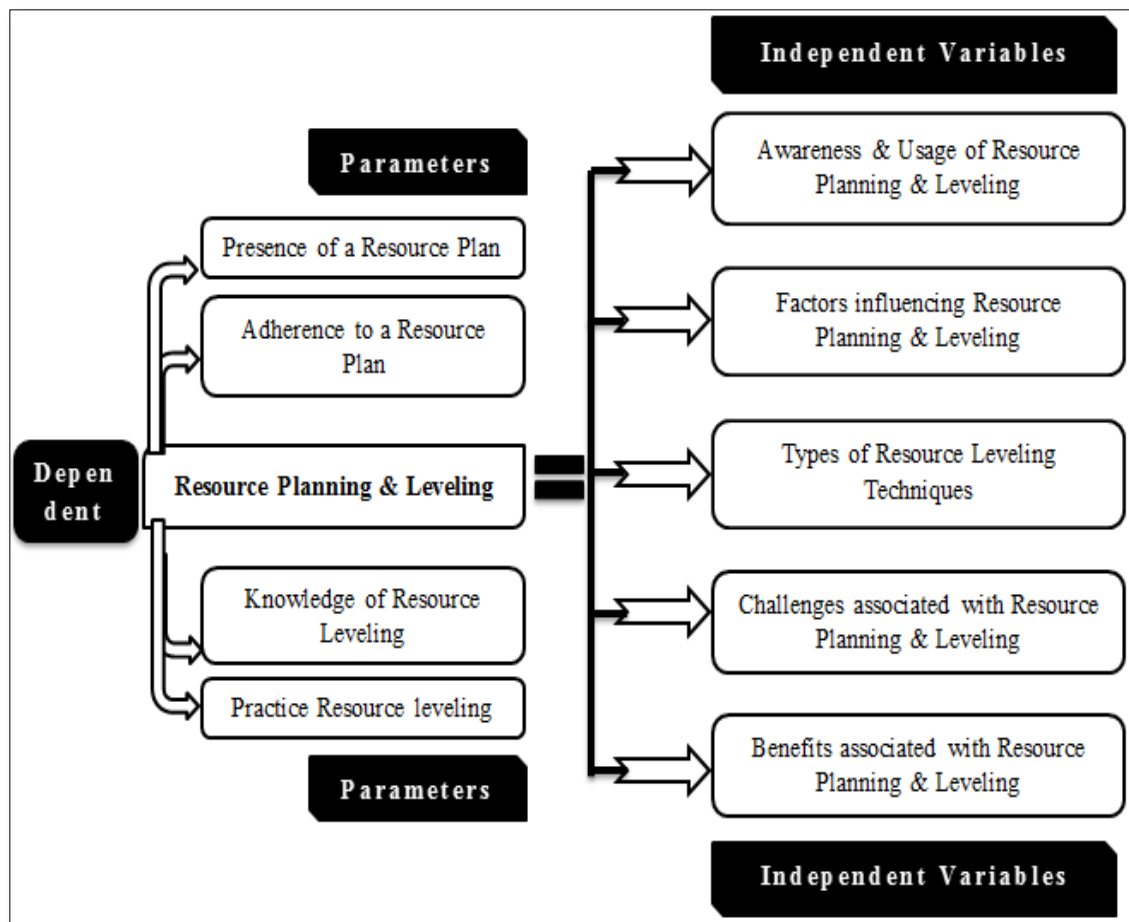 Independent Variables
Parameters
Awareness & Usage of Resource
Planning & Leveling
Presence of a Resource Plan
Adherence to a Resource
Plan
Factors influencing Resource
Planning & Leveling
Depen
dent
Resource Planning & Leveling
Types of Resource Leveling
Techniques
Knowledge of Resource
Leveling
Practice Resource leveling
Challenges associated with Resource
Planning & Leveling
Parameters
Benefits associated with Resource
Planning & Leveling
Independent Variables